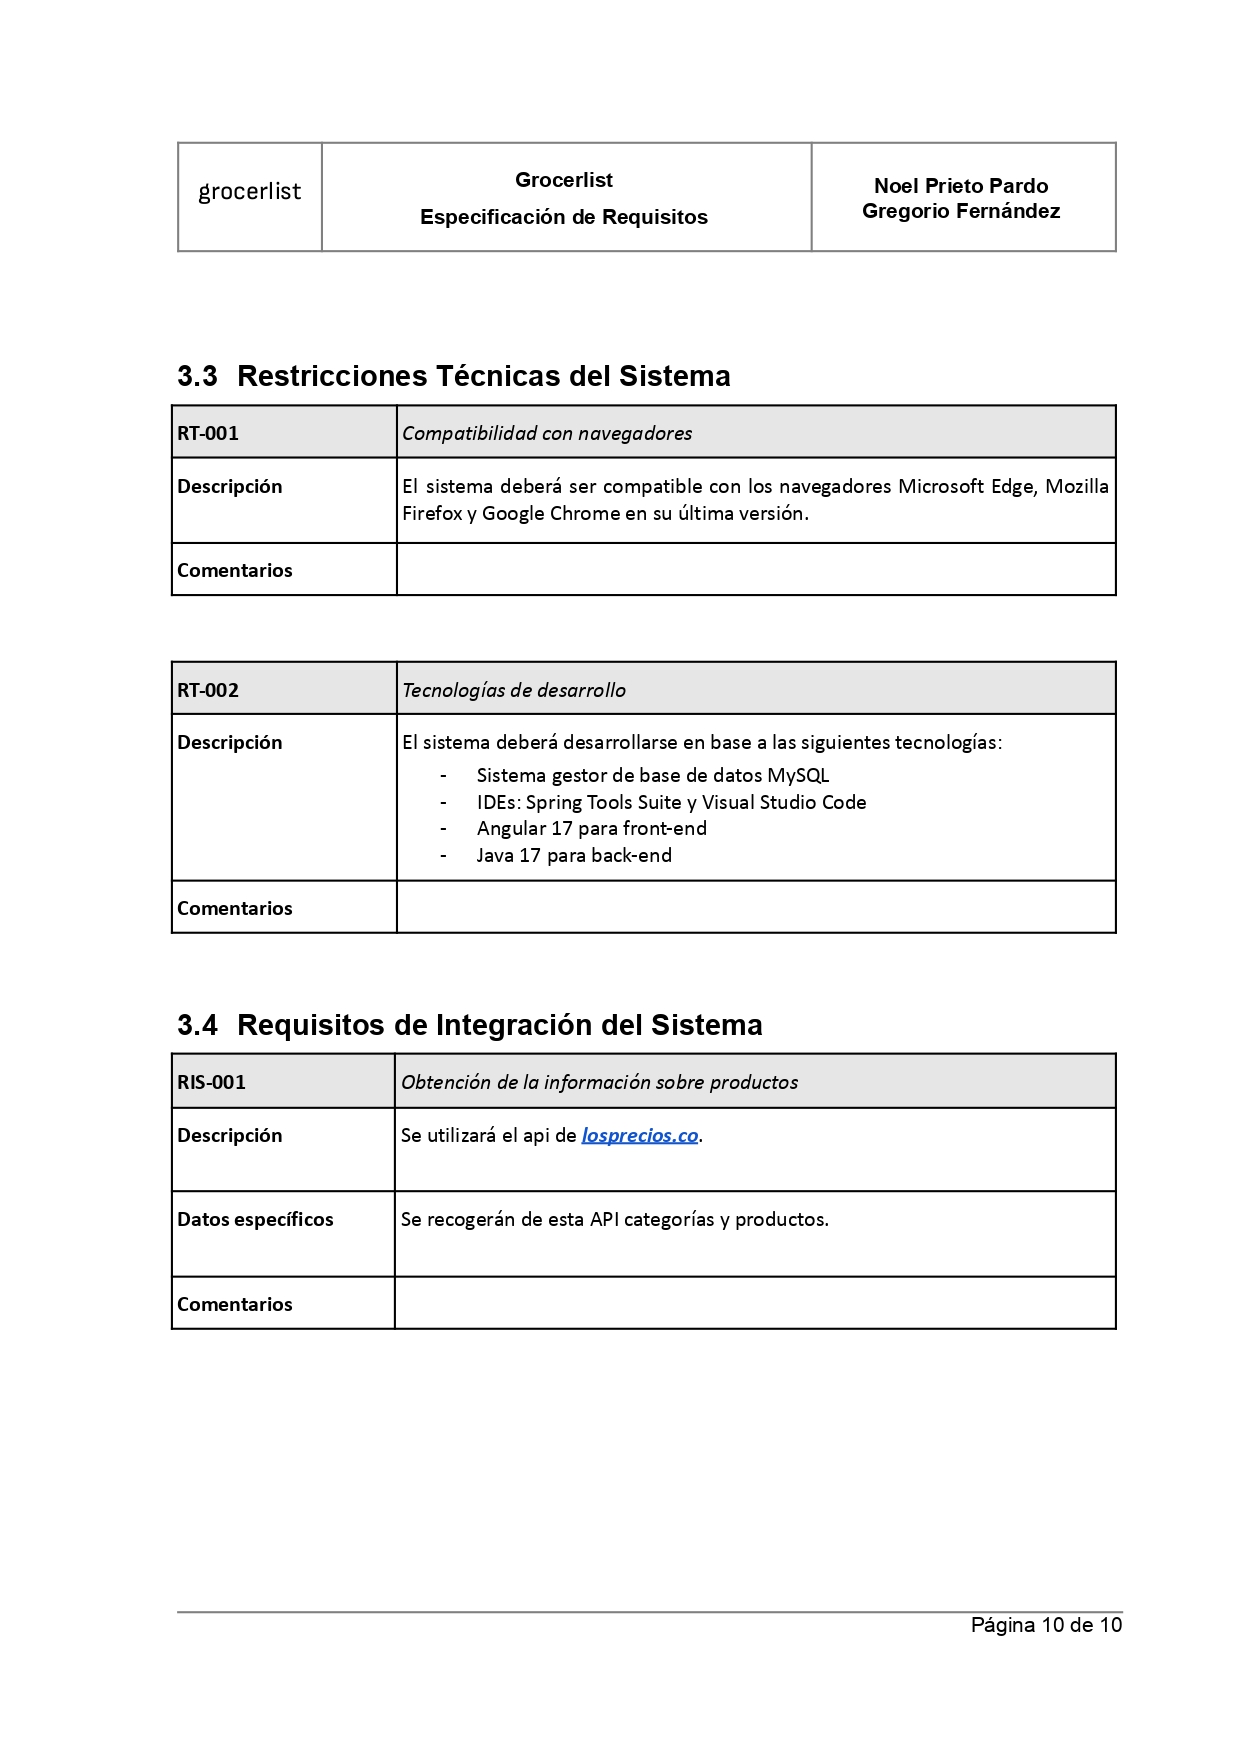 grocerlist
Grocerlist
Especificación de Requisitos
Noel Prieto Pardo
Gregorio Fernández
3.3 Restricciones Técnicas del Sistema
RT-001
Compatibilidad con navegadores
Descripción
El sistema deberá ser compatible con los navegadores Microsoft Edge, Mozilla
Firefox y Google Chrome en su última versión.
Comentarios
RT-002
Tecnologías de desarrollo
Descripción
El sistema deberá desarrollarse en base a las siguientes tecnologías:
- Sistema gestor de base de datos MySQL
- IDEs: Spring Tools Suite y Visual Studio Code
- Angular 17 para front-end
- Java 17 para back-end
Comentarios
3.4 Requisitos de Integración del Sistema
RIS-001
Obtención de la información sobre productos
Descripción
Se utilizará el api de losprecios.co.
Datos específicos
Se recogerán de esta API categorías y productos.
Comentarios
Página 10 de 10